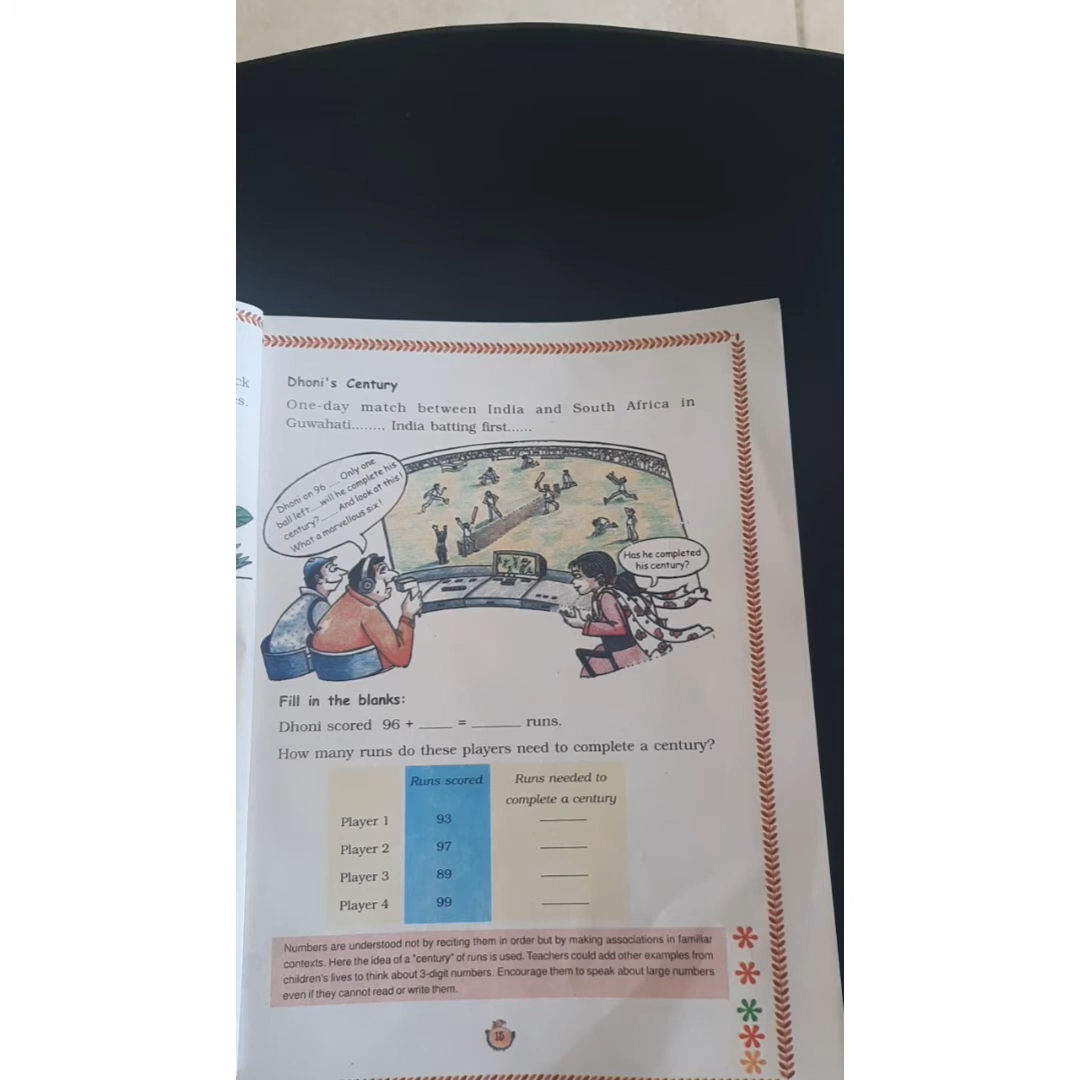 ck
s.
Dhoni's Century
One-day match between India and South Africa in
Guwahati......., India batting first......
Dhoni on 96 ..... Only one
ball left.....will he complete his
century? ..... And look at this!
What a marvellous six!
Has he completed
his century?
Fill in the blanks:
Dhoni scored 96 + ____ = ______ runs.
How many runs do these players need to complete a century?
Runs scored Runs needed to
complete a century
Player 1 93 ______
Player 2 97 ______
Player 3 89 ______
Player 4 99 ______
Numbers are understood not by reciting them in order but by making associations in familiar
contexts. Here the idea of a "century" of runs is used. Teachers could add other examples from
children's lives to think about 3-digit numbers. Encourage them to speak about large numbers
even if they cannot read or write them.
15